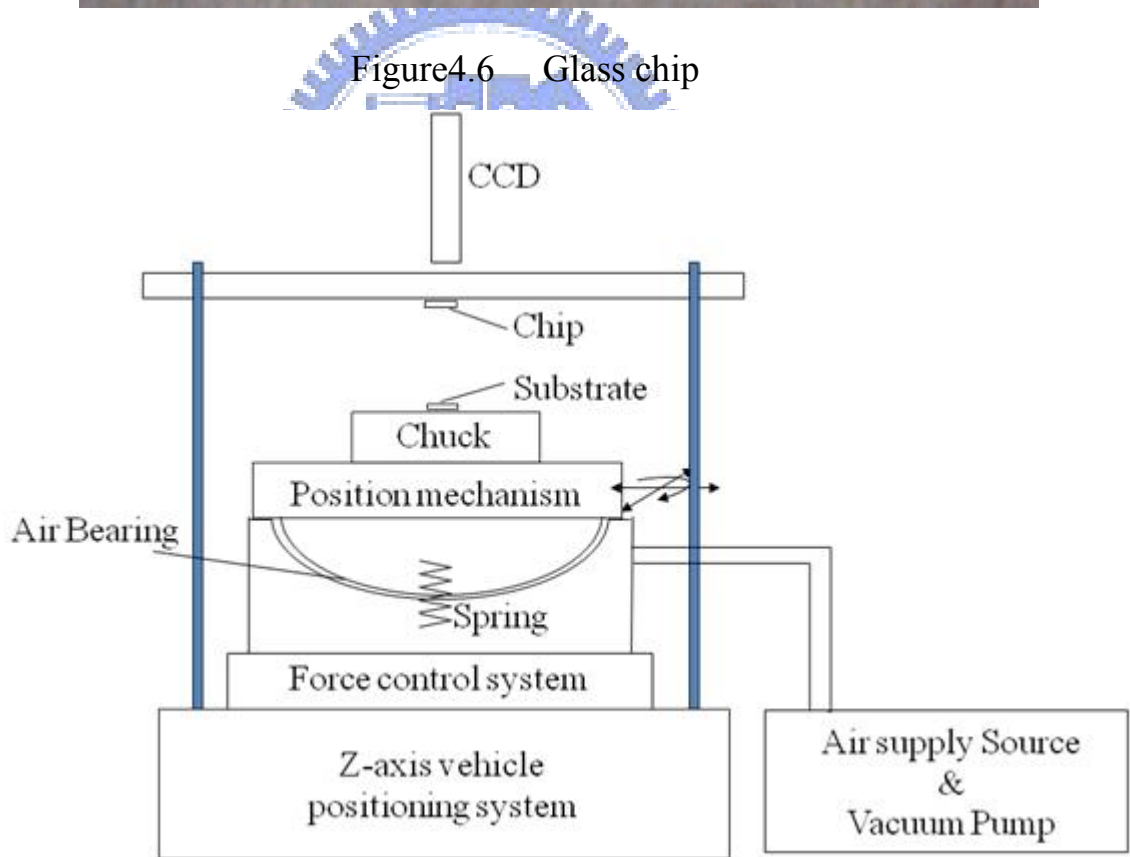 Figure4.6 Glass chip
CCD
Chip
Substrate
Chuck
Position mechanism
Air Bearing
Spring
Force control system
Z-axis vehicle
positioning system
Air supply Source
&
Vacuum Pump